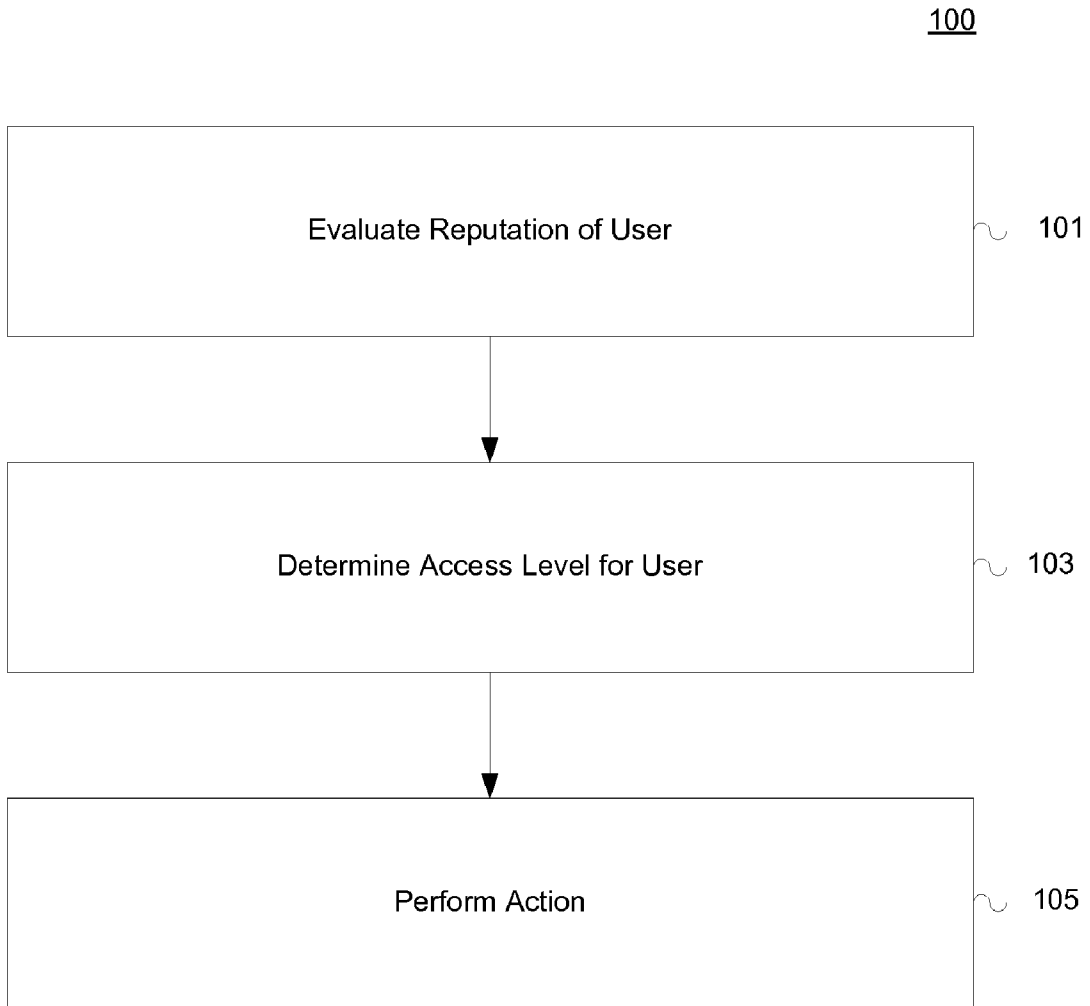 100
Evaluate Reputation of User
101
Determine Access Level for User
103
Perform Action
105